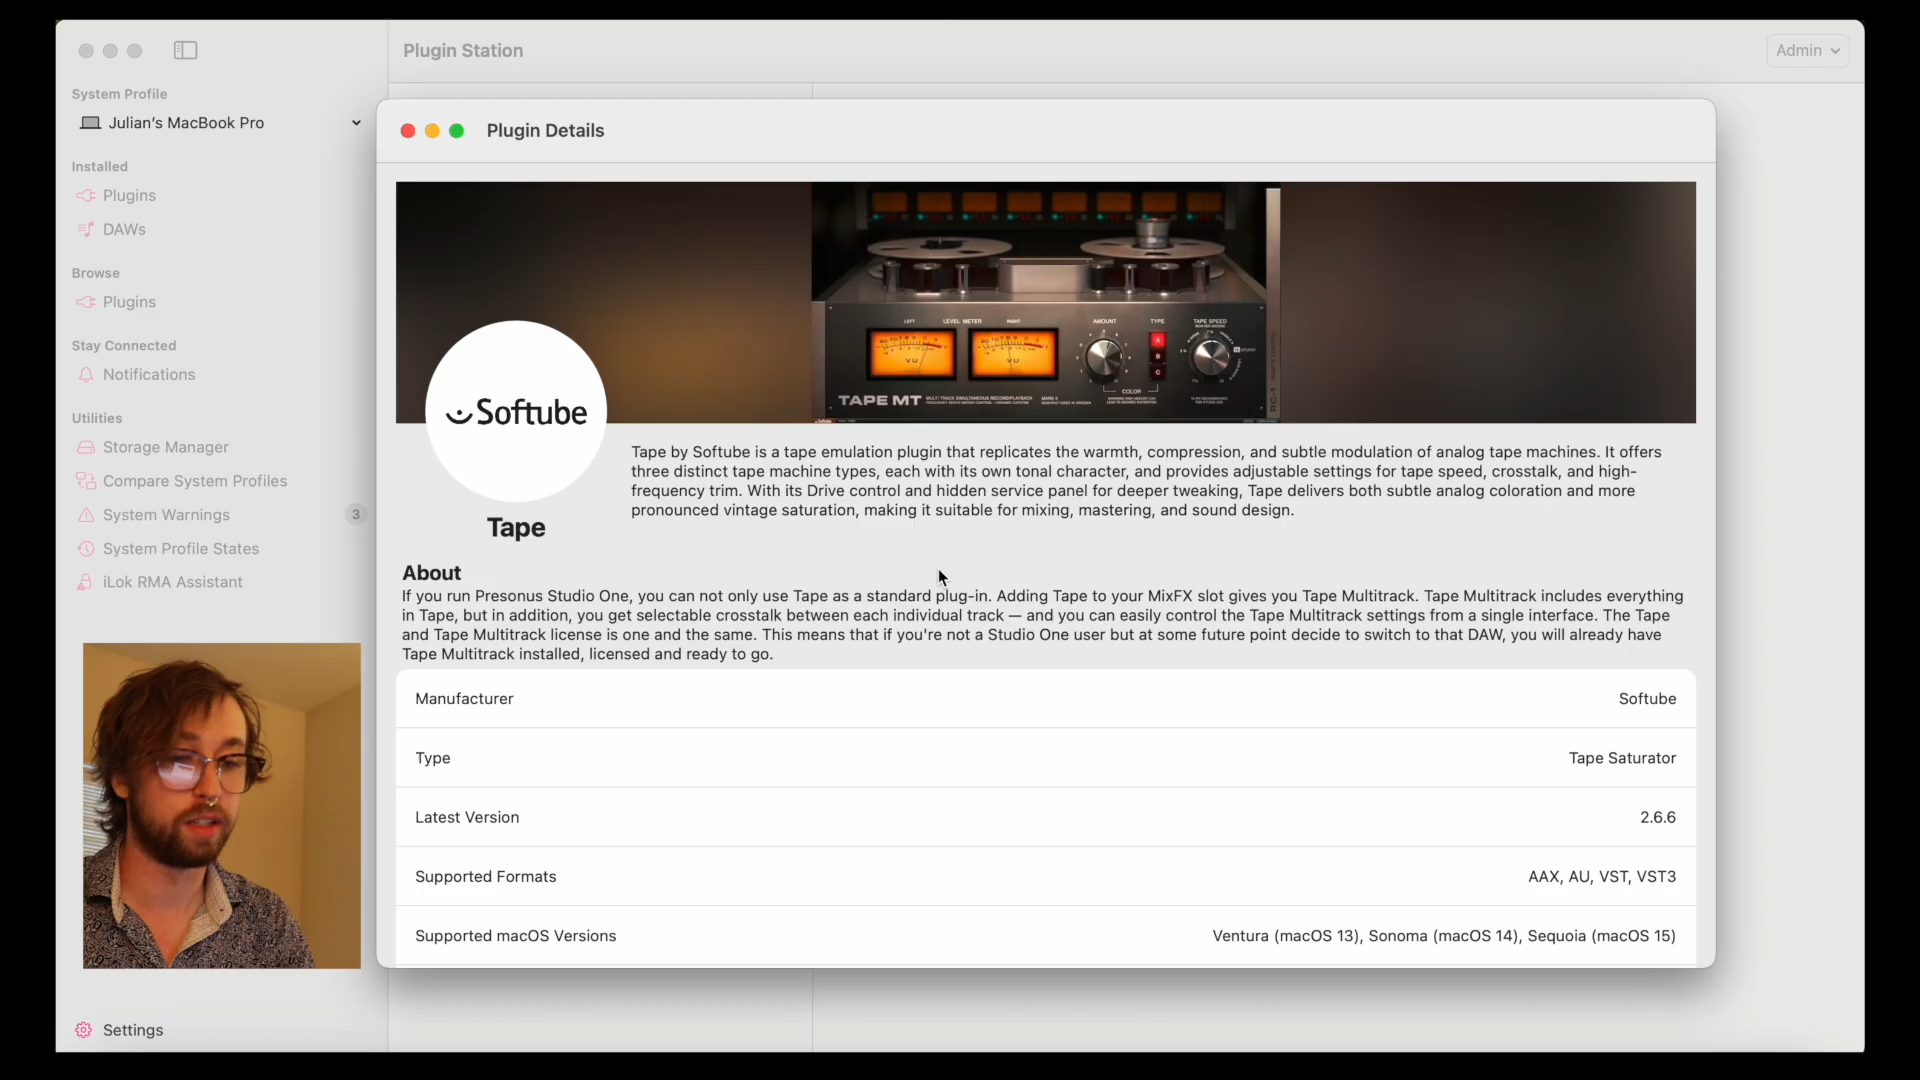 Plugin Station
Admin
System Profile
Julian's MacBook Pro
Installed
Plugins
DAWs
Browse
Plugins
Stay Connected
Notifications
Utilities
Storage Manager
Compare System Profiles
System Warnings
3
System Profile States
iLok RMA Assistant
Settings
Plugin Details
LEFT
LEVEL METER
RIGHT
AMOUNT
TYPE
TAPE SPEED
VU
VU
A
B
C
COLOR
TAPE MT
MULTI TRACK SIMULTANEOUS RECORD/PLAYBACK
RC-1
Softube
Tape
Tape by Softube is a tape emulation plugin that replicates the warmth, compression, and subtle modulation of analog tape machines. It offers
three distinct tape machine types, each with its own tonal character, and provides adjustable settings for tape speed, crosstalk, and high-
frequency trim. With its Drive control and hidden service panel for deeper tweaking, Tape delivers both subtle analog coloration and more
pronounced vintage saturation, making it suitable for mixing, mastering, and sound design.
About
If you run Presonus Studio One, you can not only use Tape as a standard plug-in. Adding Tape to your MixFX slot gives you Tape Multitrack. Tape Multitrack includes everything
in Tape, but in addition, you get selectable crosstalk between each individual track — and you can easily control the Tape Multitrack settings from a single interface. The Tape
and Tape Multitrack license is one and the same. This means that if you're not a Studio One user but at some future point decide to switch to that DAW, you will already have
Tape Multitrack installed, licensed and ready to go.
Manufacturer
Softube
Type
Tape Saturator
Latest Version
2.6.6
Supported Formats
AAX, AU, VST, VST3
Supported macOS Versions
Ventura (macOS 13), Sonoma (macOS 14), Sequoia (macOS 15)